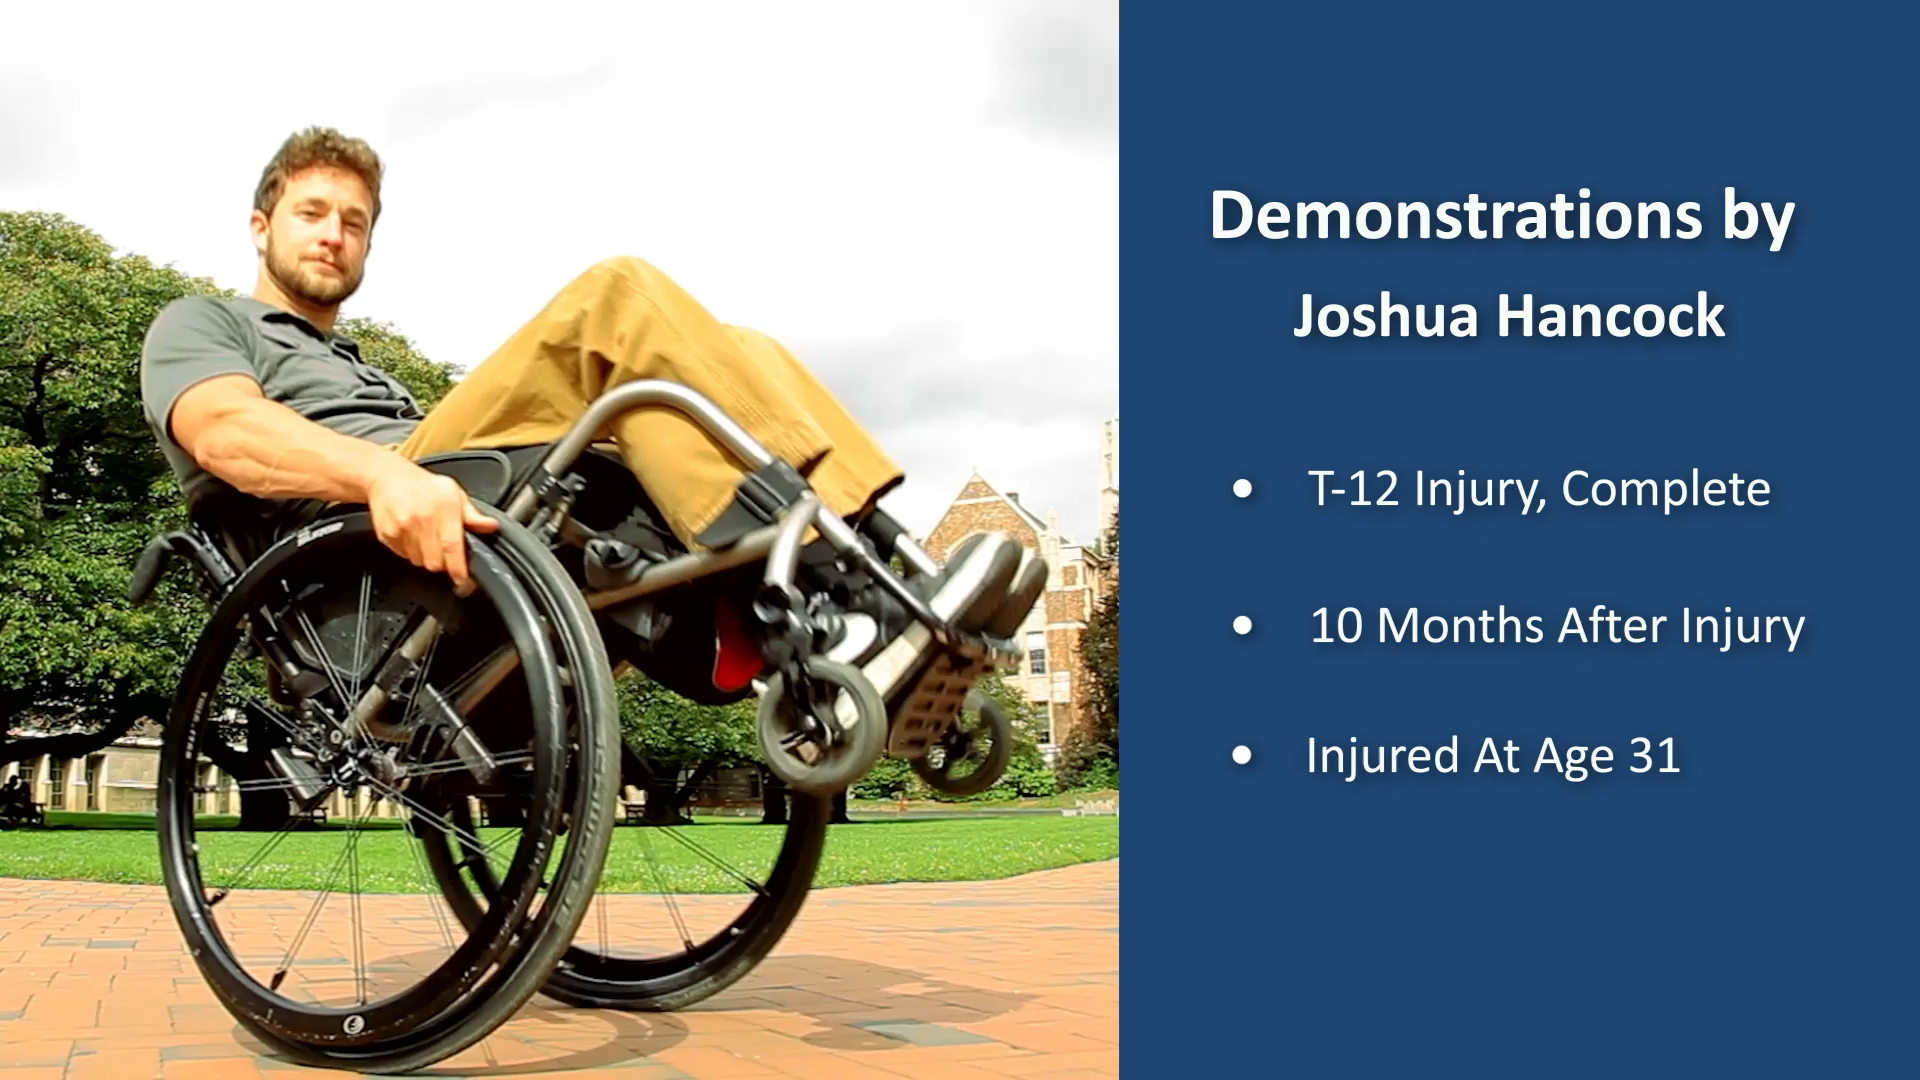 Demonstrations by
Joshua Hancock
• T-12 Injury, Complete
• 10 Months After Injury
• Injured At Age 31